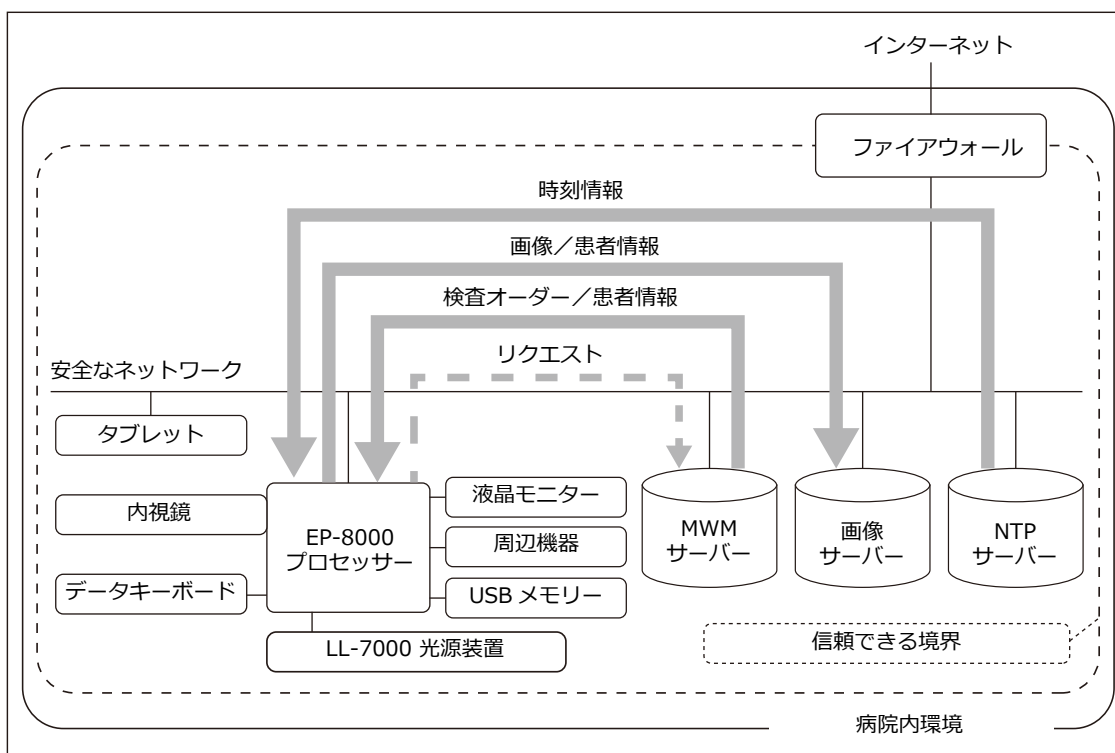 インターネット
ファイアウォール
時刻情報
画像／患者情報
検査オーダー／患者情報
リクエスト
安全なネットワーク
タブレット
内視鏡
データキーボード
EP-8000
プロセッサー
液晶モニター
周辺機器
USB メモリー
LL-7000 光源装置
MWM
サーバー
画像
サーバー
NTP
サーバー
信頼できる境界
病院内環境